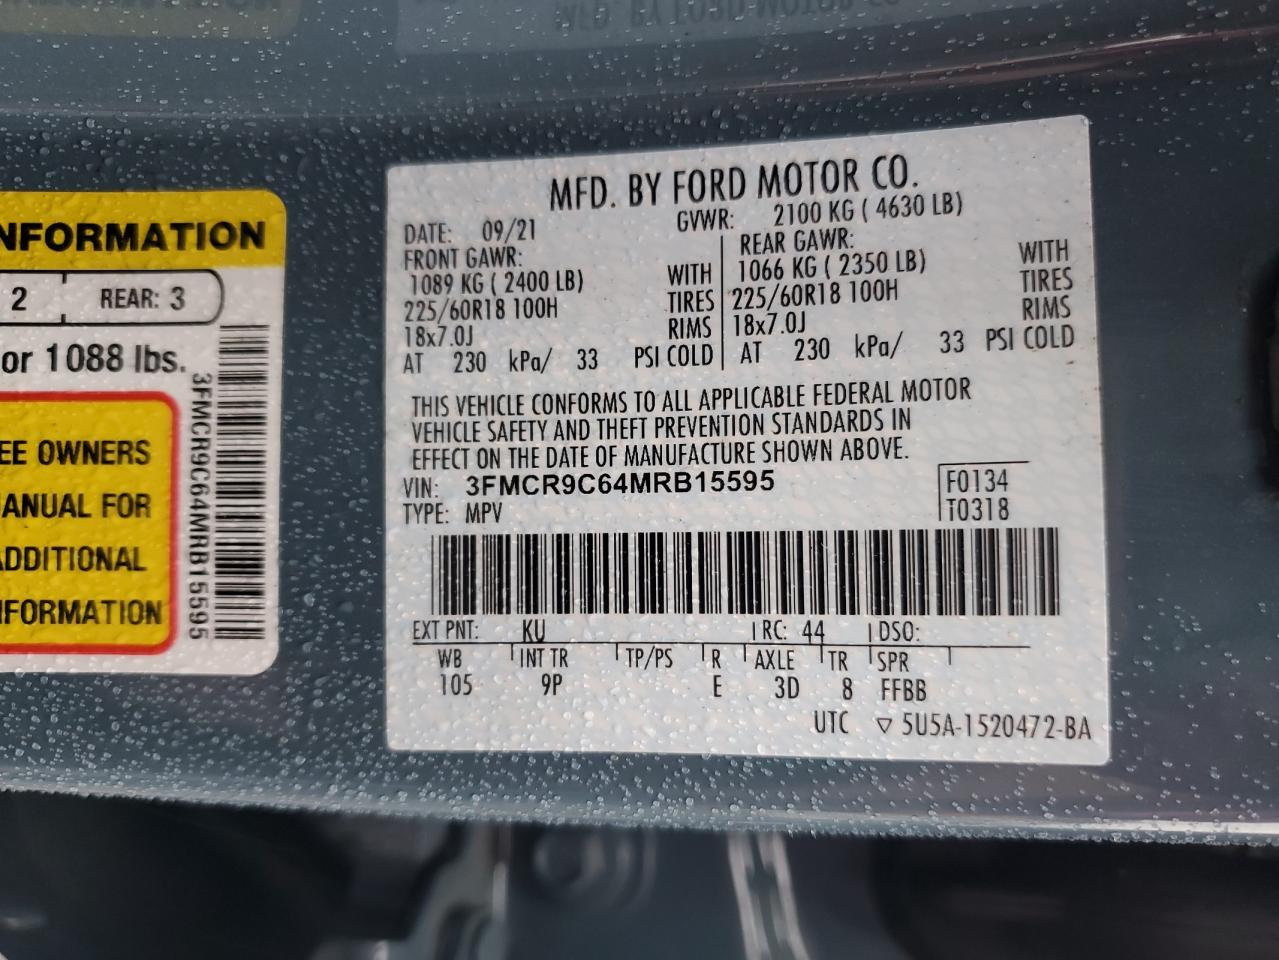 NFORMATION
2 REAR: 3
or 1088 lbs.
EE OWNERS
ANUAL FOR
ADDITIONAL
NFORMATION
3FMCR9C64MRB15595
MFD. BY FORD MOTOR CO.
DATE: 09/21 GVWR: 2100 KG ( 4630 LB)
FRONT GAWR: REAR GAWR:
1089 KG ( 2400 LB) WITH 1066 KG ( 2350 LB) WITH
225/60R18 100H TIRES 225/60R18 100H TIRES
18x7.0J RIMS 18x7.0J RIMS
AT 230 kPa/ 33 PSI COLD AT 230 kPa/ 33 PSI COLD
THIS VEHICLE CONFORMS TO ALL APPLICABLE FEDERAL MOTOR
VEHICLE SAFETY AND THEFT PREVENTION STANDARDS IN
EFFECT ON THE DATE OF MANUFACTURE SHOWN ABOVE.
VIN: 3FMCR9C64MRB15595 F0134
TYPE: MPV T0318
EXT PNT: KU RC: 44 DSO:
WB INT TR TP/PS R AXLE TR SPR
105 9P E 3D 8 FFBB
UTC ▽ 5U5A-1520472-BA